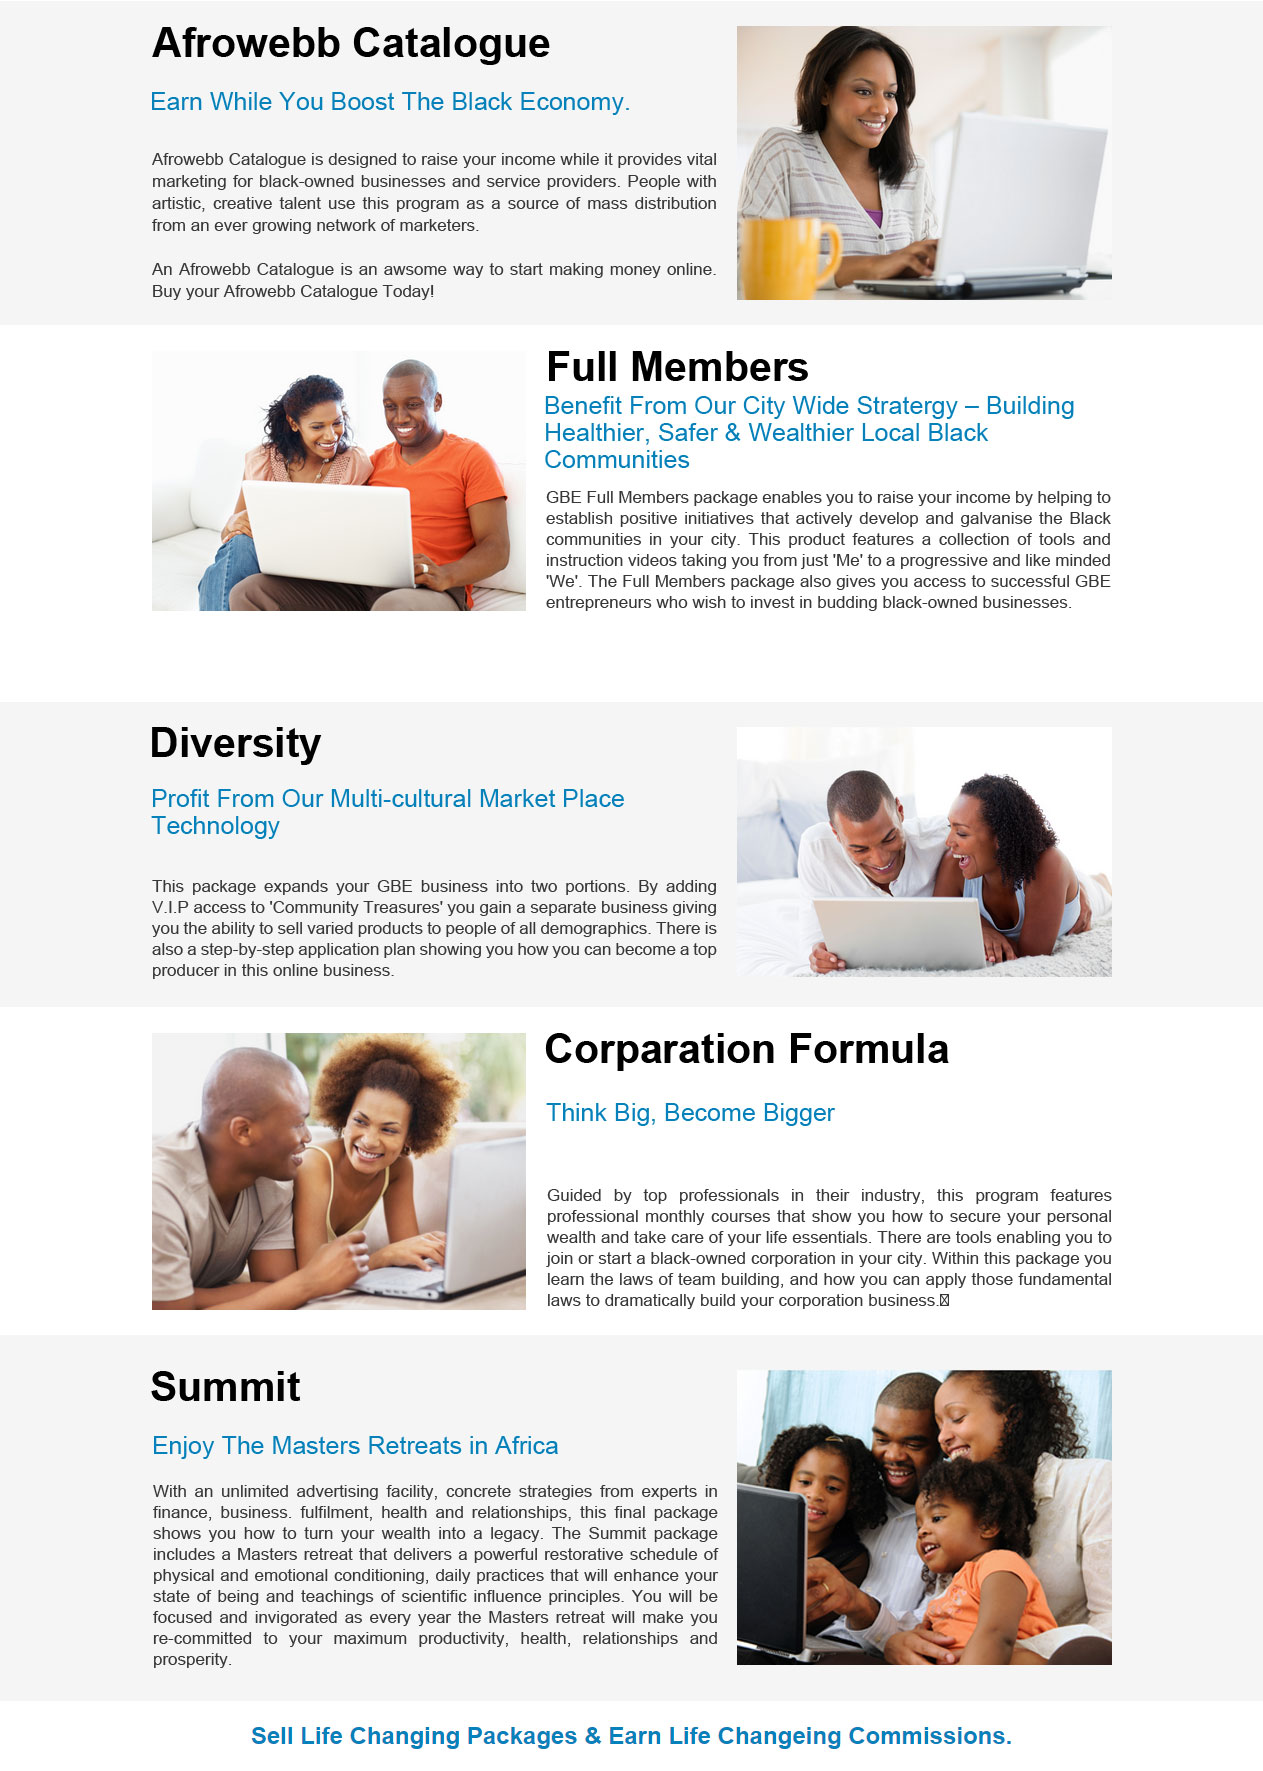 Afrowebb Catalogue
Earn While You Boost The Black Economy.
Afrowebb Catalogue is designed to raise your income while it provides vital
marketing for black-owned businesses and service providers. People with
artistic, creative talent use this program as a source of mass distribution
from an ever growing network of marketers.
An Afrowebb Catalogue is an awsome way to start making money online.
Buy your Afrowebb Catalogue Today!
Full Members
Benefit From Our City Wide Stratergy – Building
Healthier, Safer & Wealthier Local Black
Communities
GBE Full Members package enables you to raise your income by helping to
establish positive initiatives that actively develop and galvanise the Black
communities in your city. This product features a collection of tools and
instruction videos taking you from just 'Me' to a progressive and like minded
'We'. The Full Members package also gives you access to successful GBE
entrepreneurs who wish to invest in budding black-owned businesses.
Diversity
Profit From Our Multi-cultural Market Place
Technology
This package expands your GBE business into two portions. By adding
V.I.P access to 'Community Treasures' you gain a separate business giving
you the ability to sell varied products to people of all demographics. There is
also a step-by-step application plan showing you how you can become a top
producer in this online business.
Corparation Formula
Think Big, Become Bigger
Guided by top professionals in their industry, this program features
professional monthly courses that show you how to secure your personal
wealth and take care of your life essentials. There are tools enabling you to
join or start a black-owned corporation in your city. Within this package you
learn the laws of team building, and how you can apply those fundamental
laws to dramatically build your corporation business.
Summit
Enjoy The Masters Retreats in Africa
With an unlimited advertising facility, concrete strategies from experts in
finance, business. fulfilment, health and relationships, this final package
shows you how to turn your wealth into a legacy. The Summit package
includes a Masters retreat that delivers a powerful restorative schedule of
physical and emotional conditioning, daily practices that will enhance your
state of being and teachings of scientific influence principles. You will be
focused and invigorated as every year the Masters retreat will make you
re-committed to your maximum productivity, health, relationships and
prosperity.
Sell Life Changing Packages & Earn Life Changeing Commissions.